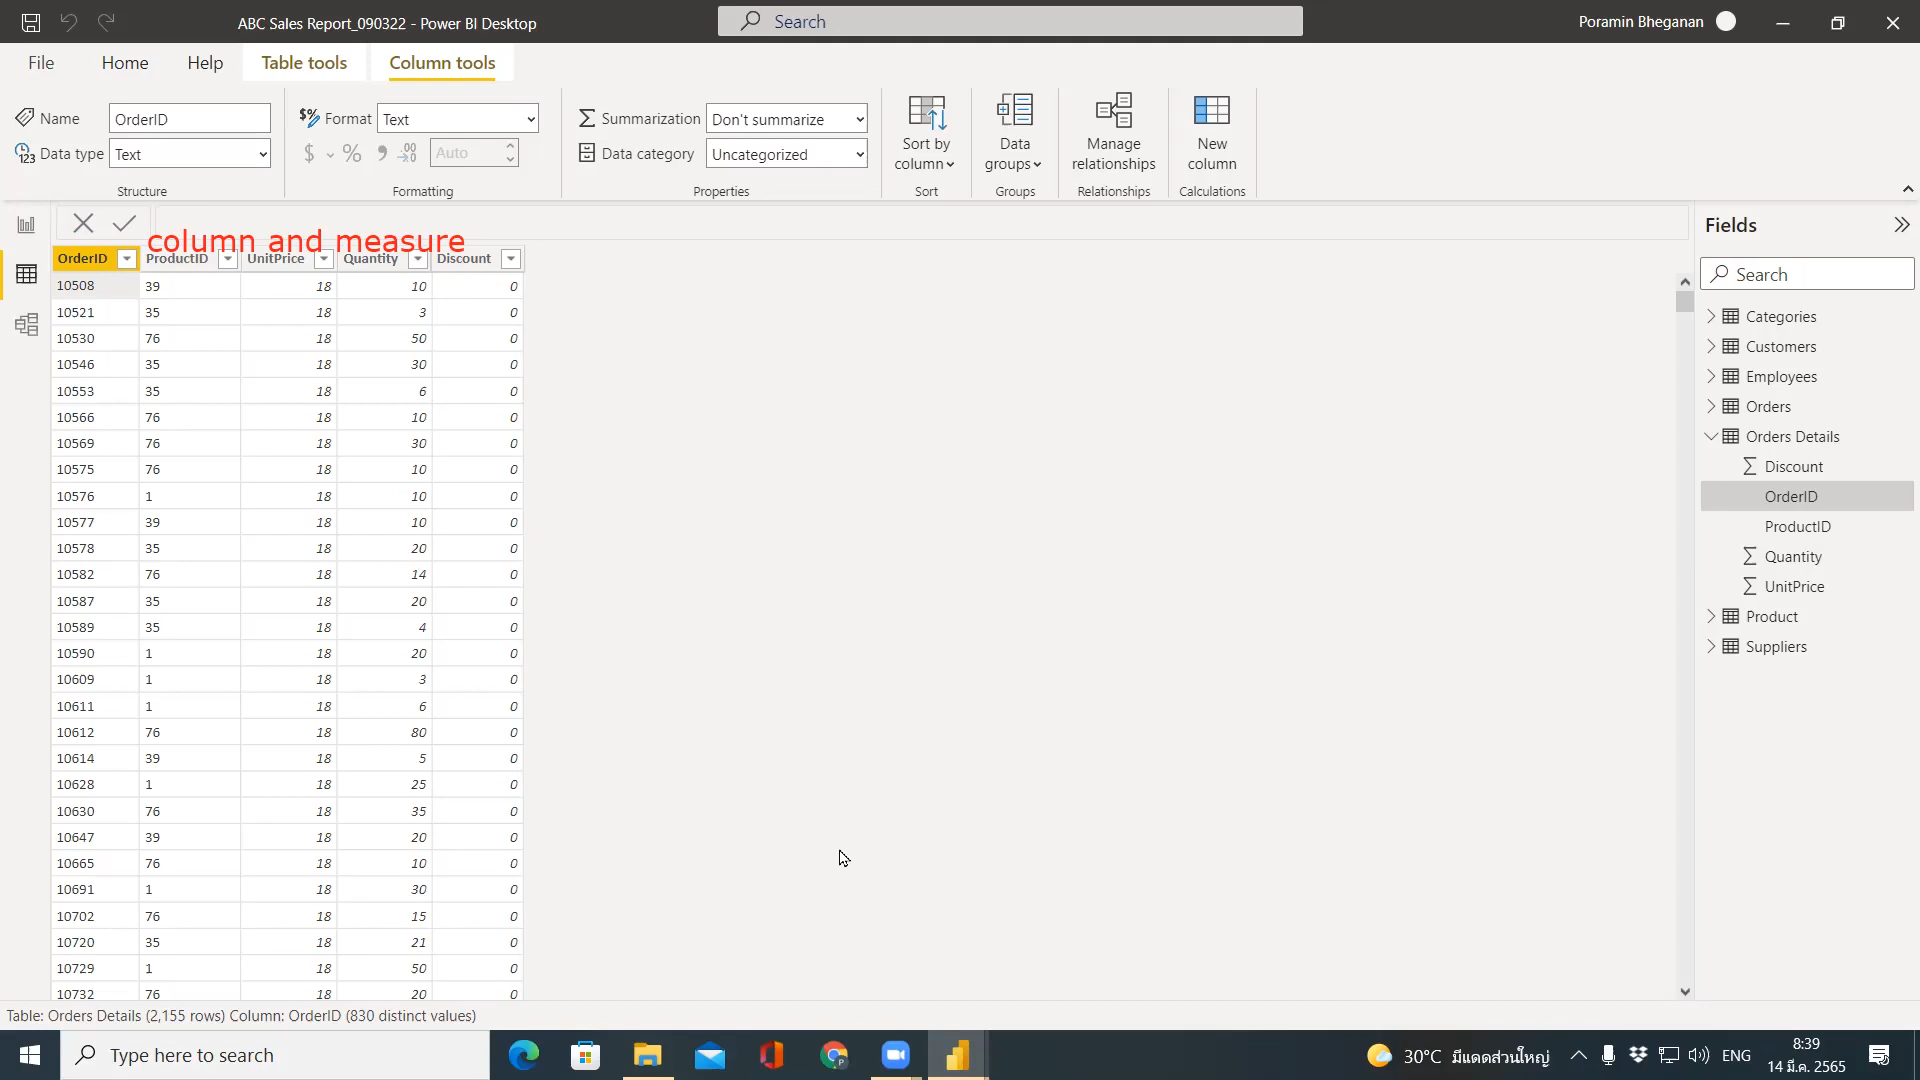 ABC Sales Report_090322 - Power BI Desktop
Search
Poramin Bheganan
File Home Help Table tools Column tools
Name OrderID
Data type Text
Structure
Format Text
$ % 9 .00 Auto
Formatting
Summarization Don't summarize
Data category Uncategorized
Properties
Sort by column
Sort
Data groups
Groups
Manage relationships
Relationships
New column
Calculations
column and measure
OrderID ProductID UnitPrice Quantity Discount
10508 39 18 10 0
10521 35 18 3 0
10530 76 18 50 0
10546 35 18 30 0
10553 35 18 6 0
10566 76 18 10 0
10569 76 18 30 0
10575 76 18 10 0
10576 1 18 10 0
10577 39 18 10 0
10578 35 18 20 0
10582 76 18 14 0
10587 35 18 20 0
10589 35 18 4 0
10590 1 18 20 0
10609 1 18 3 0
10611 1 18 6 0
10612 76 18 80 0
10614 39 18 5 0
10628 1 18 25 0
10630 76 18 35 0
10647 39 18 20 0
10665 76 18 10 0
10691 1 18 30 0
10702 76 18 15 0
10720 35 18 21 0
10729 1 18 50 0
10732 76 18 20 0
Fields
Search
Categories
Customers
Employees
Orders
Orders Details
Discount
OrderID
ProductID
Quantity
UnitPrice
Product
Suppliers
Table: Orders Details (2,155 rows) Column: OrderID (830 distinct values)
Type here to search
30°C มีแดดส่วนใหญ่
ENG
8:39
14 มี.ค. 2565